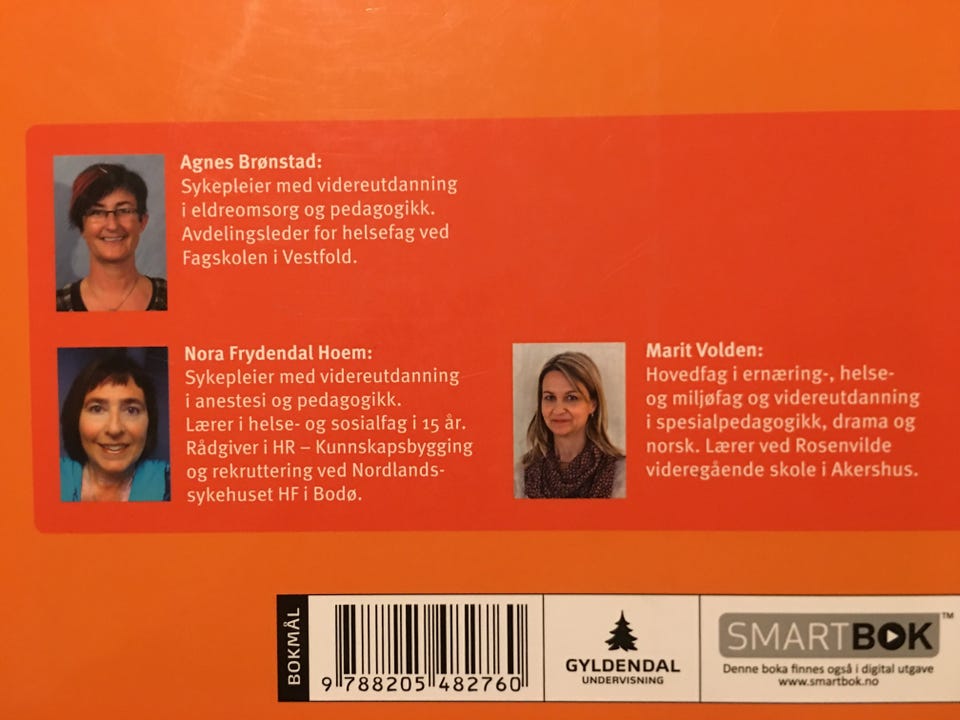 Agnes Brønstad:
Sykepleier med videreutdanning
i eldreomsorg og pedagogikk.
Avdelingsleder for helsefag ved
Fagskolen i Vestfold.
Nora Frydendal Hoem:
Sykepleier med videreutdanning
i anestesi og pedagogikk.
Lærer i helse- og sosialfag i 15 år.
Rådgiver i HR – Kunnskapsbygging
og rekruttering ved Nordlands-
sykehuset HF i Bodø.
Marit Volden:
Hovedfag i ernæring-, helse-
og miljøfag og videreutdanning
i spesialpedagogikk, drama og
norsk. Lærer ved Rosenvilde
videregående skole i Akershus.
BOKMÅL
9 788205 482760
GYLDENDAL
UNDERVISNING
SMARTBOK™
Denne boka finnes også i digital utgave
www.smartbok.no